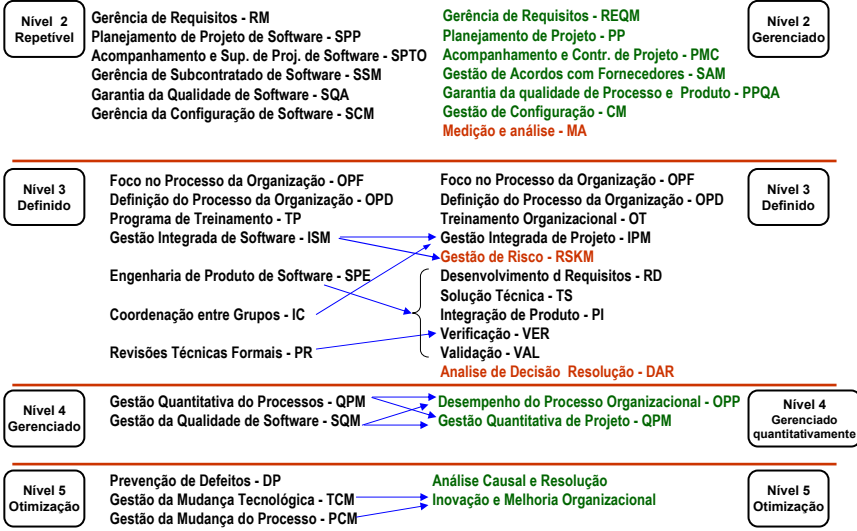 Nível 2
Repetível
Gerência de Requisitos - RM
Planejamento de Projeto de Software - SPP
Acompanhamento e Sup. de Proj. de Software - SPTO
Gerência de Subcontratado de Software - SSM
Garantia da Qualidade de Software - SQA
Gerência da Configuração de Software - SCM
Gerência de Requisitos - REQM
Planejamento de Projeto - PP
Acompanhamento e Contr. de Projeto - PMC
Gestão de Acordos com Fornecedores - SAM
Garantia da qualidade de Processo e Produto - PPQA
Gestão de Configuração - CM
Medição e análise - MA
Nível 2
Gerenciado
Nível 3
Definido
Foco no Processo da Organização - OPF
Definição do Processo da Organização - OPD
Programa de Treinamento - TP
Gestão Integrada de Software - ISM
Engenharia de Produto de Software - SPE
Coordenação entre Grupos - IC
Revisões Técnicas Formais - PR
Foco no Processo da Organização - OPF
Definição do Processo da Organização - OPD
Treinamento Organizacional - OT
Gestão Integrada de Projeto - IPM
Gestão de Risco - RSKM
Desenvolvimento d Requisitos - RD
Solução Técnica - TS
Integração de Produto - PI
Verificação - VER
Validação - VAL
Analise de Decisão Resolução - DAR
Nível 3
Definido
Nível 4
Gerenciado
Gestão Quantitativa do Processos - QPM
Gestão da Qualidade de Software - SQM
Desempenho do Processo Organizacional - OPP
Gestão Quantitativa de Projeto - QPM
Nível 4
Gerenciado
quantitativamente
Nível 5
Otimização
Prevenção de Defeitos - DP
Gestão da Mudança Tecnológica - TCM
Gestão da Mudança do Processo - PCM
Análise Causal e Resolução
Inovação e Melhoria Organizacional
Nível 5
Otimização